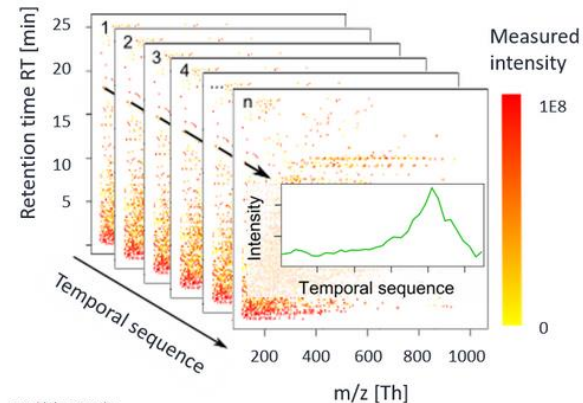 Retention time RT [min]
25
20
15
10
5
1
2
3
4
...
n
Intensity
Temporal sequence
Temporal sequence
200 400 600 800 1000
m/z [Th]
Measured
intensity
1E8
0